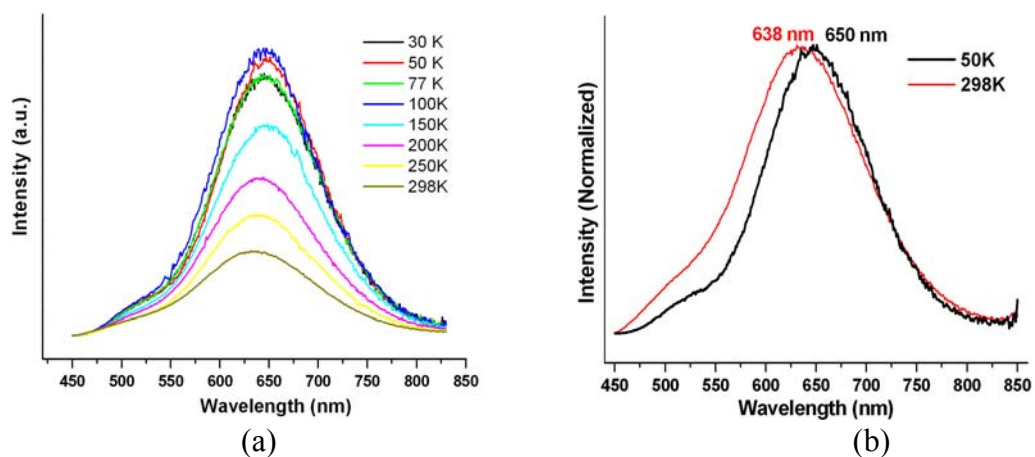 Intensity (a.u.)
30 K
50 K
77 K
100K
150K
200K
250K
298K
450 500 550 600 650 700 750 800 850
Wavelength (nm)
(a)
638 nm 650 nm
Intensity (Normalized)
50K
298K
450 500 550 600 650 700 750 800 850
Wavelength (nm)
(b)